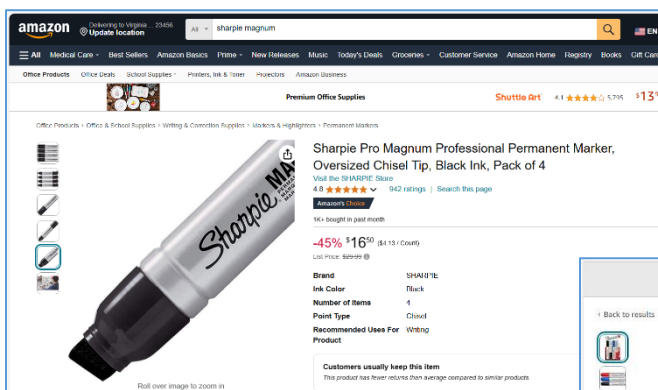 amazon
Delivering to Virginia ... 23456
Update location
All
sharpie magnum
EN
All Medical Care Best Sellers Amazon Basics Prime New Releases Music Today's Deals Groceries Customer Service Amazon Home Registry Books Gift Card
Office Products Office Deals School Supplies Printers, Ink & Toner Projectors Amazon Business
Premium Office Supplies
Shuttle Art
4.1
5,795
$13
Office Products › Office & School Supplies › Writing & Correction Supplies › Markers & Highlighters › Permanent Markers
Sharpie Pro Magnum Professional Permanent Marker,
Oversized Chisel Tip, Black Ink, Pack of 4
Visit the SHARPIE Store
4.8
942 ratings | Search this page
Amazon's Choice
1K+ bought in past month
-45% $16⁵⁰ ($4.13 / Count)
List Price: $29.99
Brand SHARPIE
Ink Color Black
Number of Items 4
Point Type Chisel
Recommended Uses For Writing
Product
Customers usually keep this item
This product has fewer returns than average compared to similar products.
Sharpie
Roll over image to zoom in
‹ Back to results